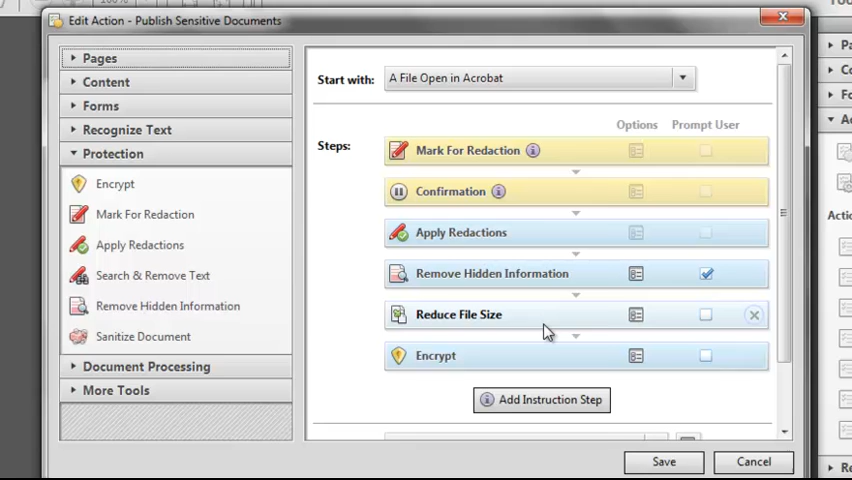 100%
Edit Action - Publish Sensitive Documents
Pages
Content
Forms
Recognize Text
Protection
Encrypt
Mark For Redaction
Apply Redactions
Search & Remove Text
Remove Hidden Information
Sanitize Document
Document Processing
More Tools
Start with: A File Open in Acrobat
Options Prompt User
Steps: Mark For Redaction
Confirmation
Apply Redactions
Remove Hidden Information
Reduce File Size
Encrypt
Add Instruction Step
Save Cancel